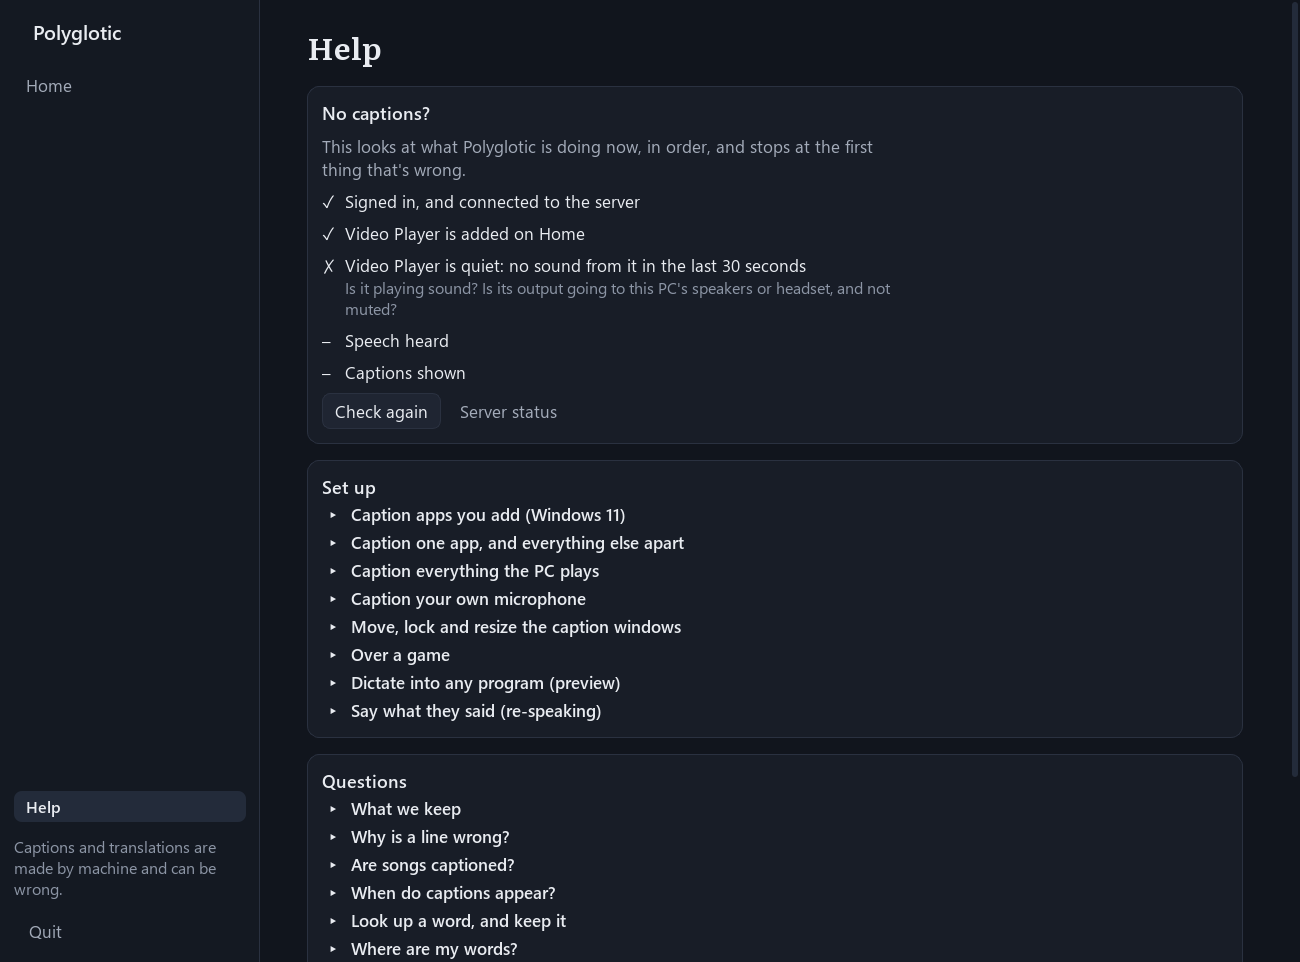 Polyglotic
Home
Help
Captions and translations are
made by machine and can be
wrong.
Quit
Help
No captions?
This looks at what Polyglotic is doing now, in order, and stops at the first
thing that's wrong.
✓ Signed in, and connected to the server
✓ Video Player is added on Home
✗ Video Player is quiet: no sound from it in the last 30 seconds
Is it playing sound? Is its output going to this PC's speakers or headset, and not
muted?
– Speech heard
– Captions shown
Check again
Server status
Set up
▸ Caption apps you add (Windows 11)
▸ Caption one app, and everything else apart
▸ Caption everything the PC plays
▸ Caption your own microphone
▸ Move, lock and resize the caption windows
▸ Over a game
▸ Dictate into any program (preview)
▸ Say what they said (re-speaking)
Questions
▸ What we keep
▸ Why is a line wrong?
▸ Are songs captioned?
▸ When do captions appear?
▸ Look up a word, and keep it
▸ Where are my words?